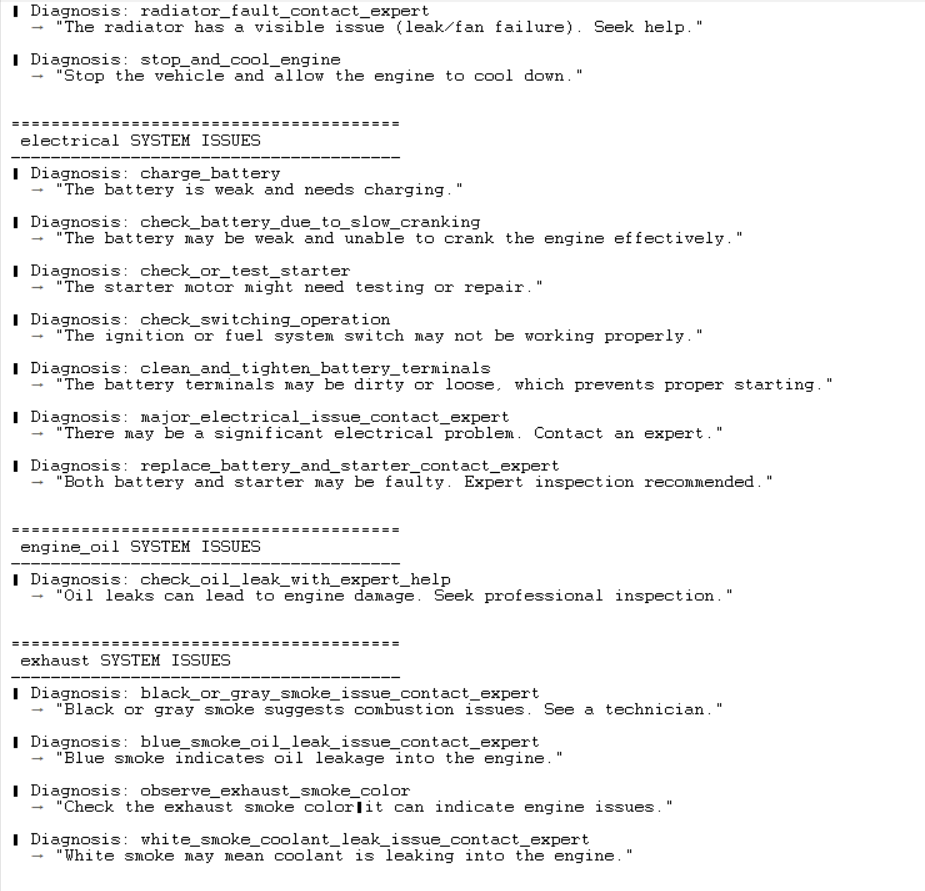 ▌ Diagnosis: radiator_fault_contact_expert
→ "The radiator has a visible issue (leak/fan failure). Seek help."
▌ Diagnosis: stop_and_cool_engine
→ "Stop the vehicle and allow the engine to cool down."
=======================================
electrical SYSTEM ISSUES
---------------------------------------
▌ Diagnosis: charge_battery
→ "The battery is weak and needs charging."
▌ Diagnosis: check_battery_due_to_slow_cranking
→ "The battery may be weak and unable to crank the engine effectively."
▌ Diagnosis: check_or_test_starter
→ "The starter motor might need testing or repair."
▌ Diagnosis: check_switching_operation
→ "The ignition or fuel system switch may not be working properly."
▌ Diagnosis: clean_and_tighten_battery_terminals
→ "The battery terminals may be dirty or loose, which prevents proper starting."
▌ Diagnosis: major_electrical_issue_contact_expert
→ "There may be a significant electrical problem. Contact an expert."
▌ Diagnosis: replace_battery_and_starter_contact_expert
→ "Both battery and starter may be faulty. Expert inspection recommended."
=======================================
engine_oil SYSTEM ISSUES
---------------------------------------
▌ Diagnosis: check_oil_leak_with_expert_help
→ "Oil leaks can lead to engine damage. Seek professional inspection."
=======================================
exhaust SYSTEM ISSUES
---------------------------------------
▌ Diagnosis: black_or_gray_smoke_issue_contact_expert
→ "Black or gray smoke suggests combustion issues. See a technician."
▌ Diagnosis: blue_smoke_oil_leak_issue_contact_expert
→ "Blue smoke indicates oil leakage into the engine."
▌ Diagnosis: observe_exhaust_smoke_color
→ "Check the exhaust smoke color▌it can indicate engine issues."
▌ Diagnosis: white_smoke_coolant_leak_issue_contact_expert
→ "White smoke may mean coolant is leaking into the engine."